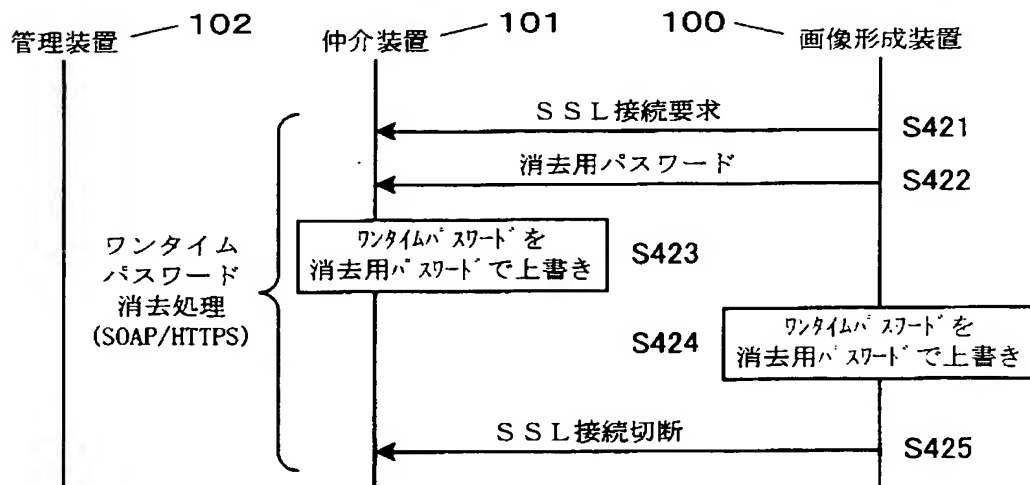 管理装置 102
仲介装置 101
100 画像形成装置
SSL接続要求
S421
消去用パスワード
S422
ワンタイムパスワードを
消去用パスワードで上書き
S423
ワンタイム
パスワード
消去処理
(SOAP/HTTPS)
S424
ワンタイムパスワードを
消去用パスワードで上書き
SSL接続切断
S425